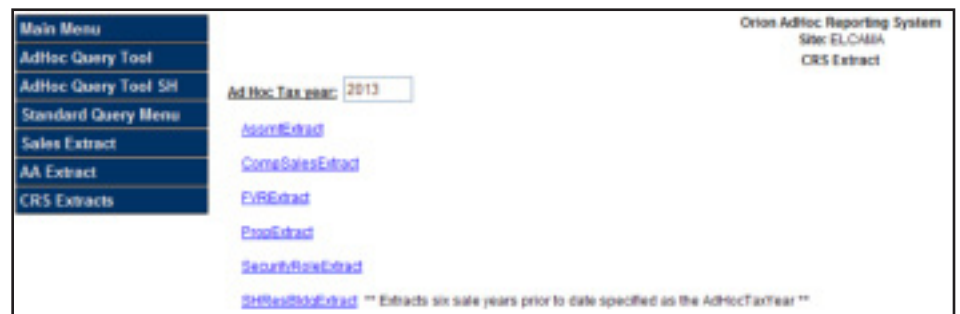 Main Menu
AdHoc Query Tool
AdHoc Query Tool SH
Standard Query Menu
Sales Extract
AA Extract
CRS Extracts
Orion AdHoc Reporting System
Site: ELCAMA
CRS Extract
Ad Hoc Tax year: 2013
AssmtExtract
CompSalesExtract
FVRExtract
PropExtract
SecurityRoleExtract
SHResBldgExtract ** Extracts six sale years prior to date specified as the AdHocTaxYear **